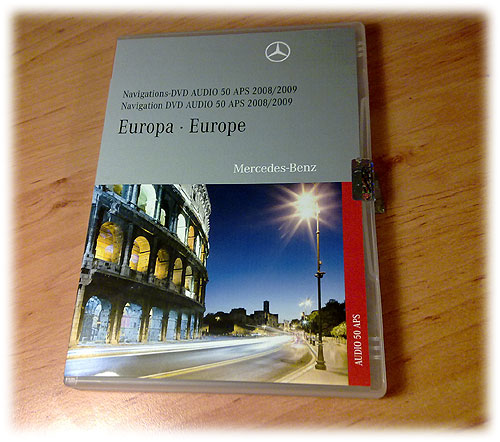 Navigations-DVD AUDIO 50 APS 2008/2009
Navigation DVD AUDIO 50 APS 2008/2009
Europa · Europe
Mercedes-Benz
AUDIO 50 APS